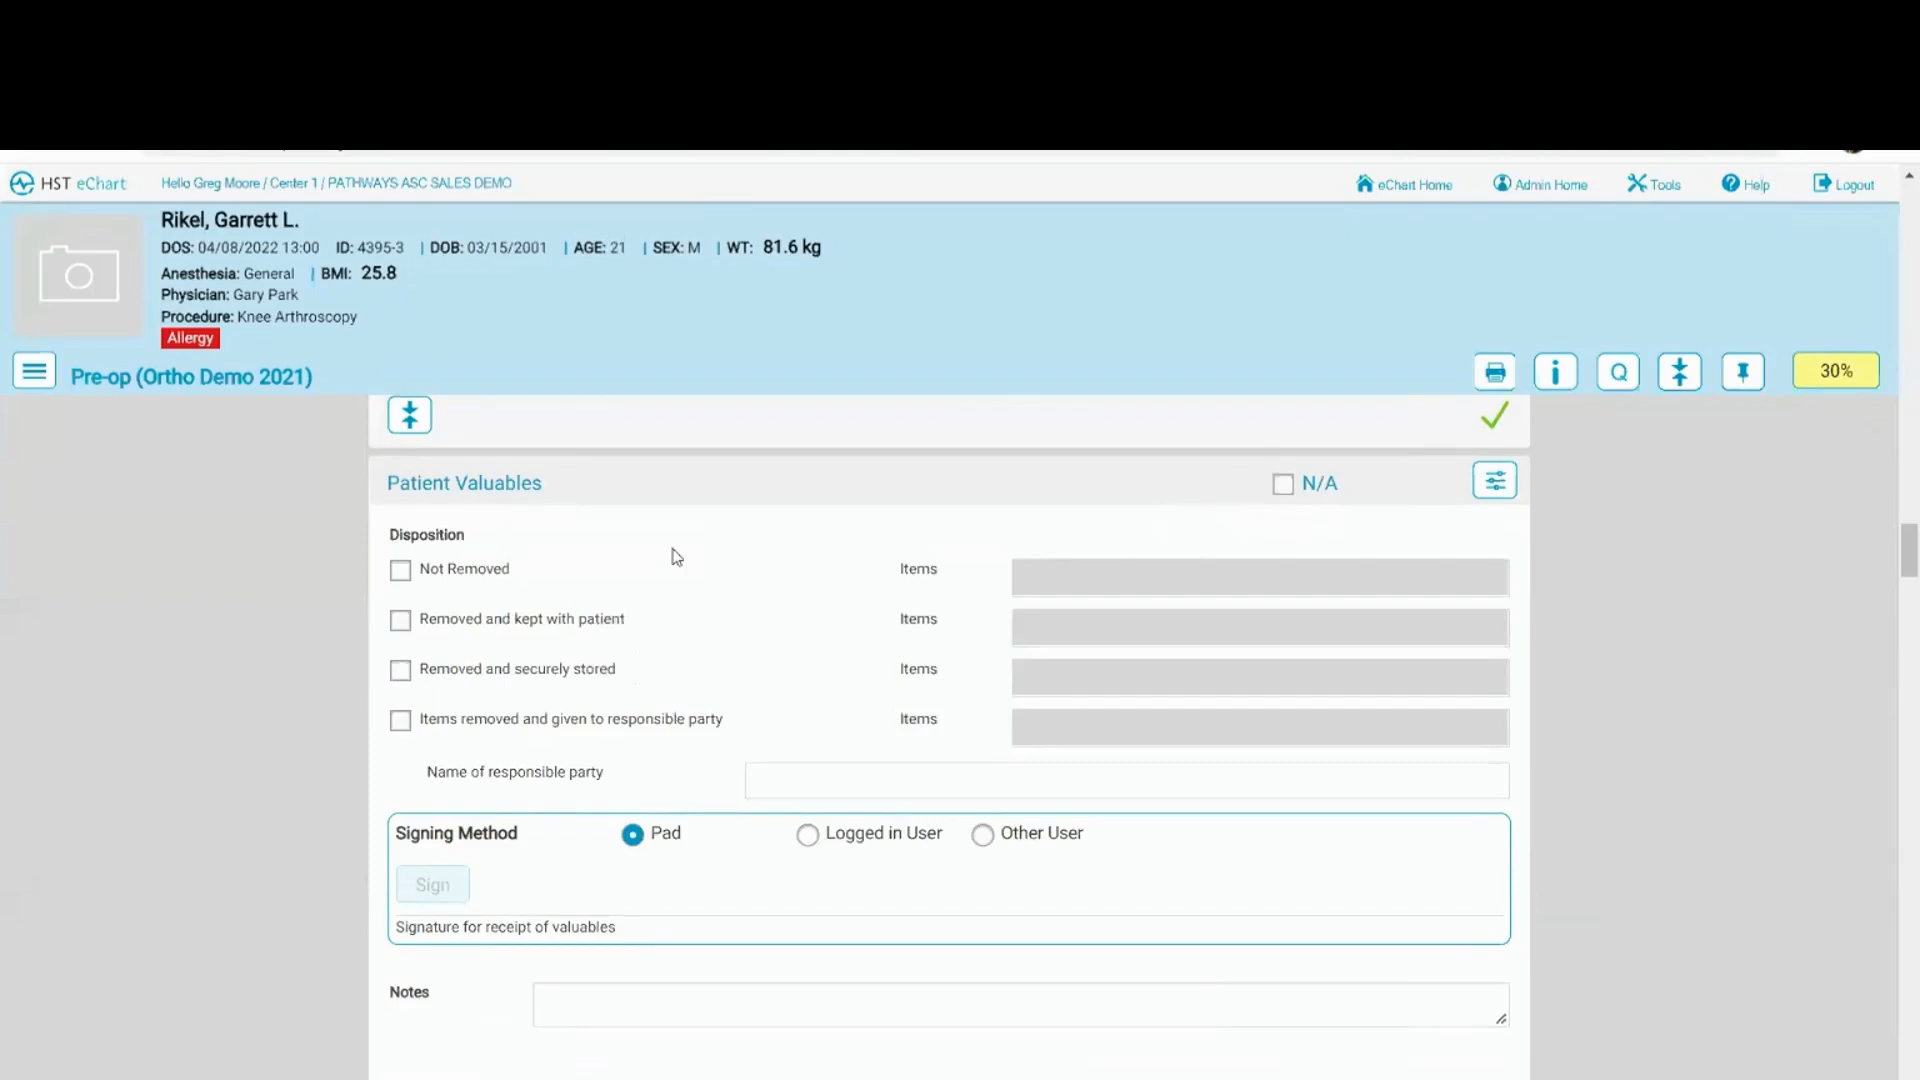 HST eChart
Hello Greg Moore / Center 1 / PATHWAYS ASC SALES DEMO
eChart Home
Admin Home
Tools
Help
Logout
Rikel, Garrett L.
DOS: 04/08/2022 13:00 ID: 4395-3 | DOB: 03/15/2001 | AGE: 21 | SEX: M | WT: 81.6 kg
Anesthesia: General | BMI: 25.8
Physician: Gary Park
Procedure: Knee Arthroscopy
Allergy
Pre-op (Ortho Demo 2021)
i
Q
30%
Patient Valuables
N/A
Disposition
Not Removed Items
Removed and kept with patient Items
Removed and securely stored Items
Items removed and given to responsible party Items
Name of responsible party
Signing Method Pad Logged in User Other User
Sign
Signature for receipt of valuables
Notes